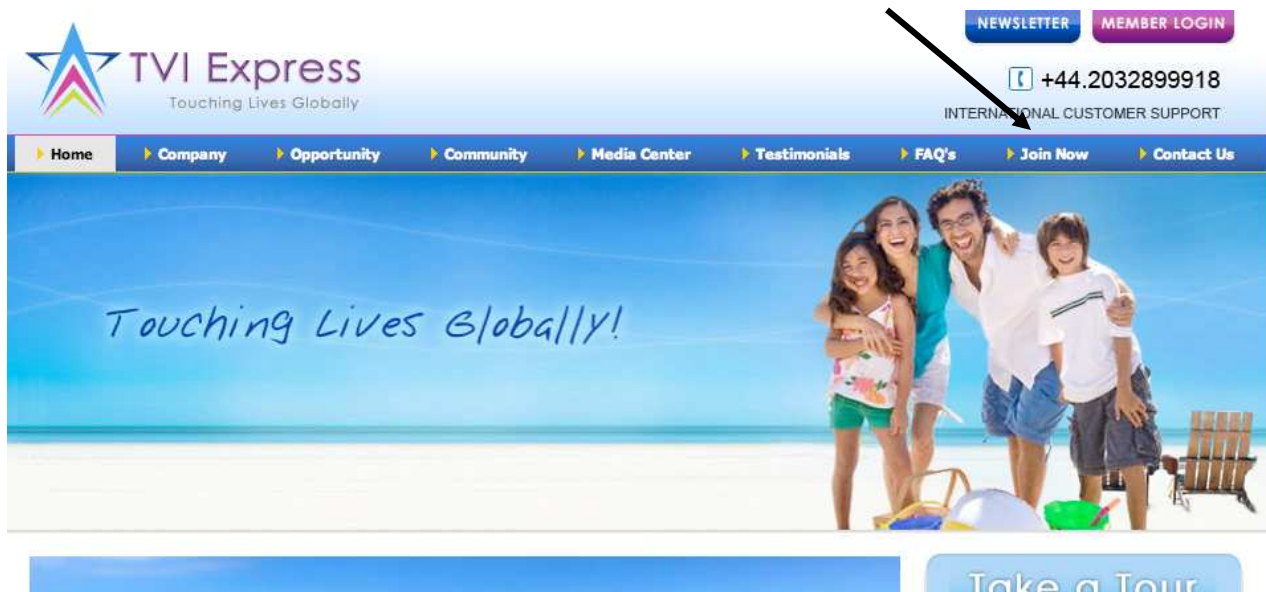 NEWSLETTER MEMBER LOGIN
TVI Express
Touching Lives Globally
+44.2032899918
INTERNATIONAL CUSTOMER SUPPORT
Home Company Opportunity Community Media Center Testimonials FAQ's Join Now Contact Us
Touching Lives Globally!
Take a Tour